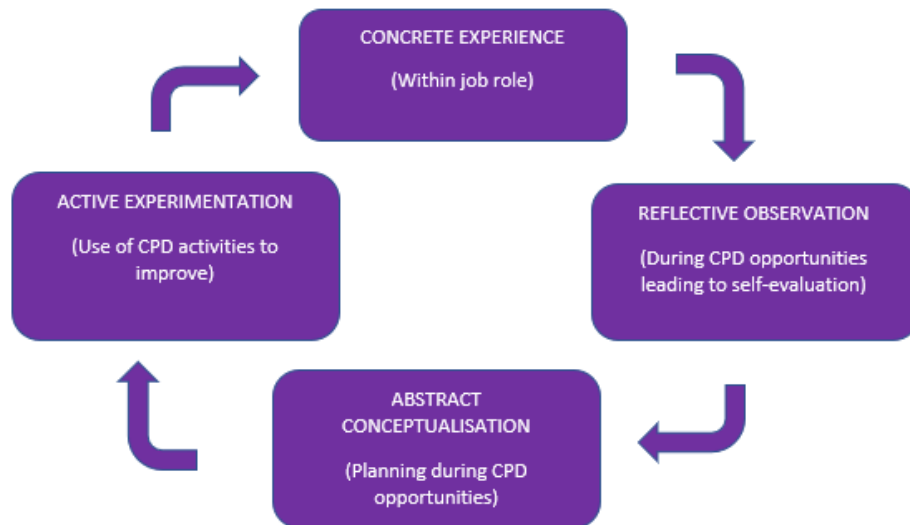 CONCRETE EXPERIENCE
(Within job role)
ACTIVE EXPERIMENTATION
(Use of CPD activities to
improve)
REFLECTIVE OBSERVATION
(During CPD opportunities
leading to self-evaluation)
ABSTRACT
CONCEPTUALISATION
(Planning during CPD
opportunities)